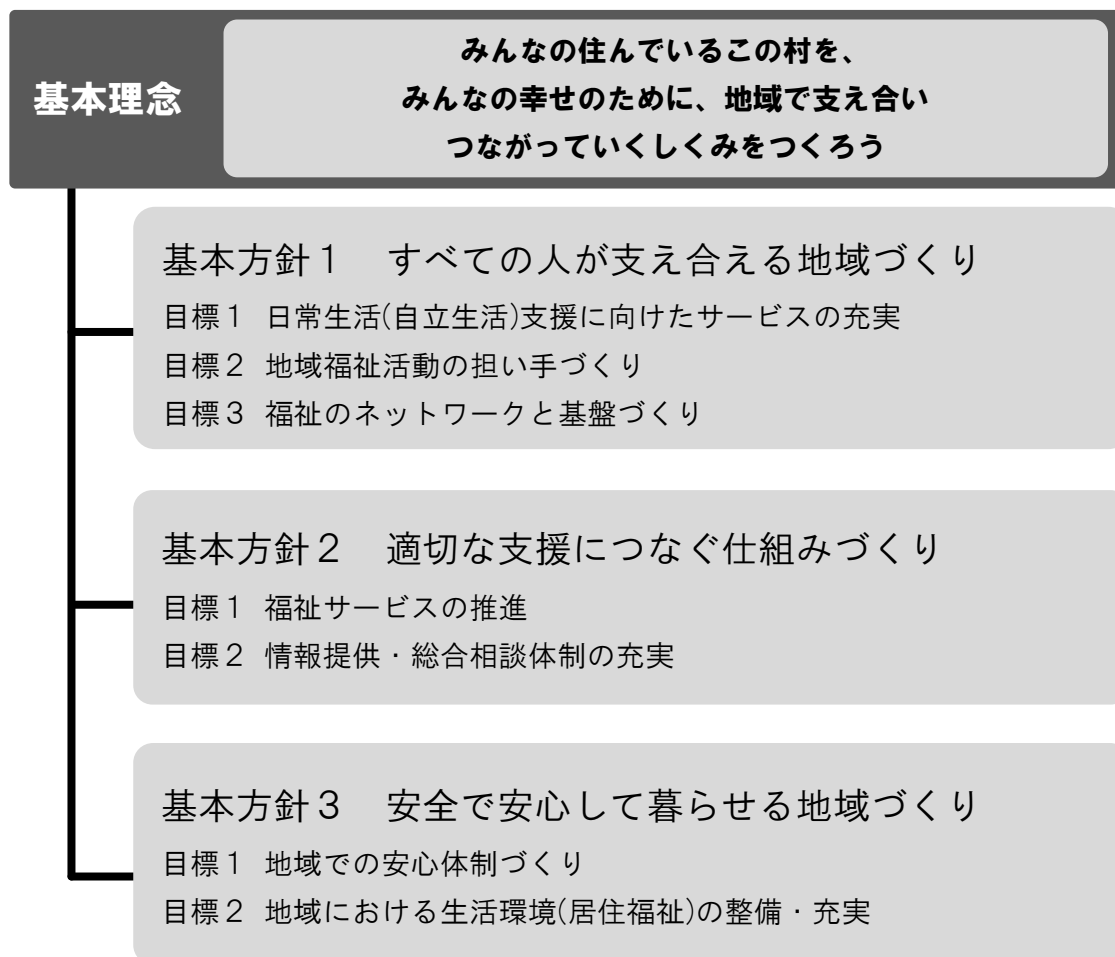 基本理念
みんなの住んでいるこの村を、
みんなの幸せのために、地域で支え合い
つながっていくしくみをつくろう
基本方針１　すべての人が支え合える地域づくり
目標１ 日常生活(自立生活)支援に向けたサービスの充実
目標２ 地域福祉活動の担い手づくり
目標３ 福祉のネットワークと基盤づくり
基本方針２　適切な支援につなぐ仕組みづくり
目標１ 福祉サービスの推進
目標２ 情報提供・総合相談体制の充実
基本方針３　安全で安心して暮らせる地域づくり
目標１ 地域での安心体制づくり
目標２ 地域における生活環境(居住福祉)の整備・充実